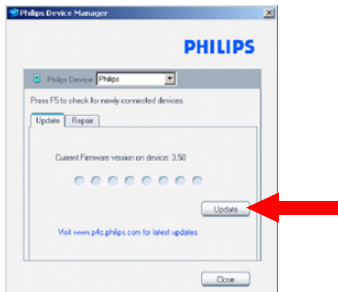 Philips Device Manager
PHILIPS
Philips Device Philips
Press F5 to check for newly connected devices.
Update Repair
Current Firmware version on device: 3.50
Update
Visit www.p4c.philips.com for latest updates
Close